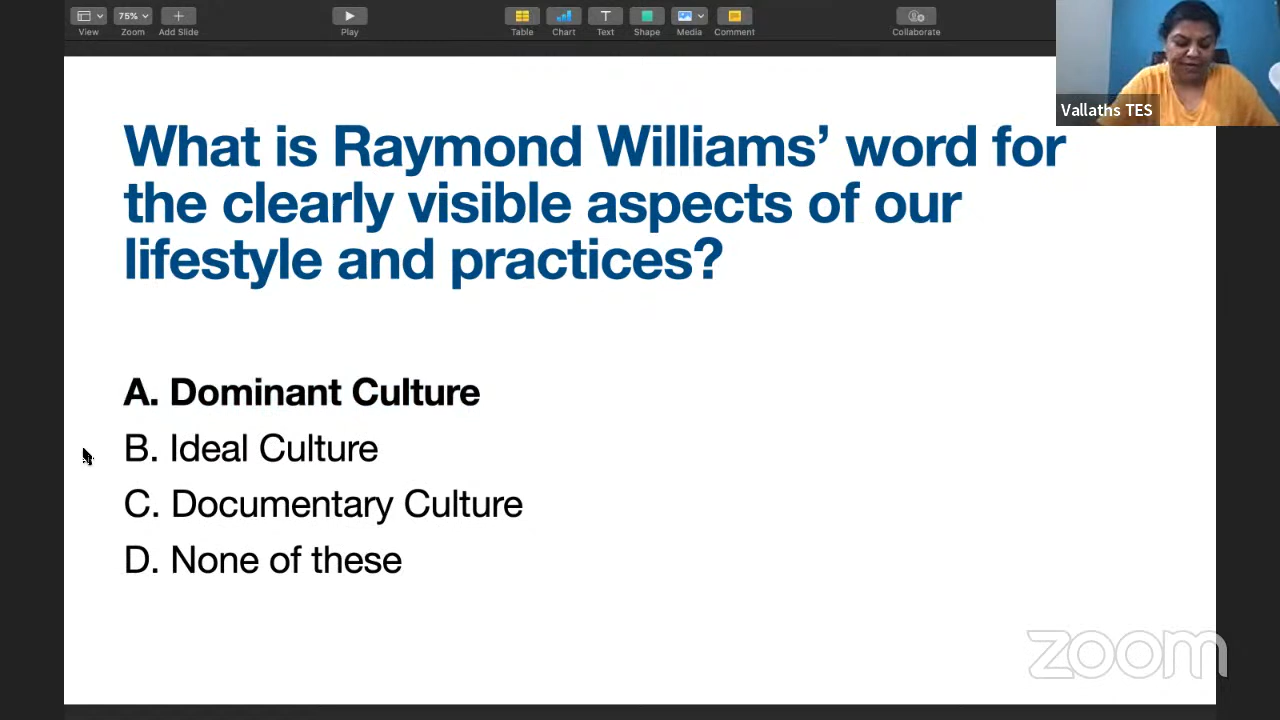 View
75%
Zoom
Add Slide
Play
Table
Chart
Text
Shape
Media
Comment
Collaborate
Vallaths TES
What is Raymond Williams’ word for
the clearly visible aspects of our
lifestyle and practices?
A. Dominant Culture
B. Ideal Culture
C. Documentary Culture
D. None of these
zoom